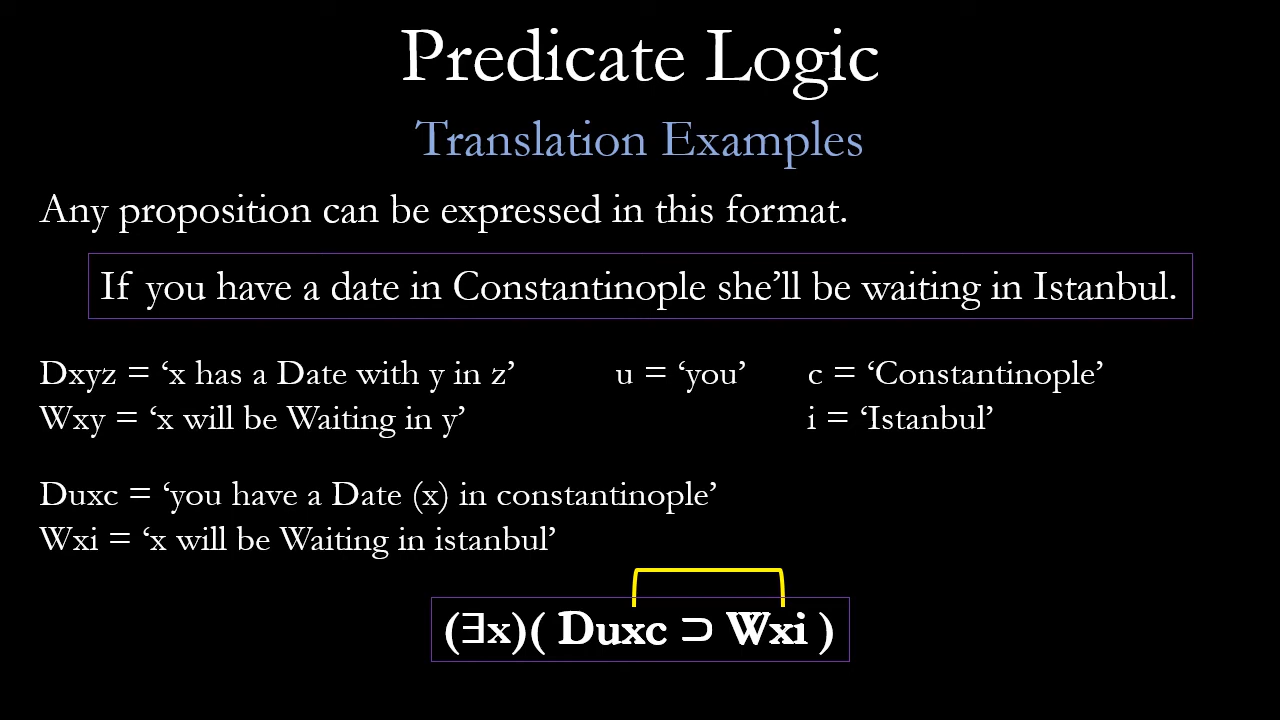 Predicate Logic
Translation Examples
Any proposition can be expressed in this format.
If you have a date in Constantinople she’ll be waiting in Istanbul.
Dxyz = ‘x has a Date with y in z’ u = ‘you’ c = ‘Constantinople’
Wxy = ‘x will be Waiting in y’ i = ‘Istanbul’
Duxc = ‘you have a Date (x) in constantinople’
Wxi = ‘x will be Waiting in istanbul’
(∃x)( Duxc ⊃ Wxi )